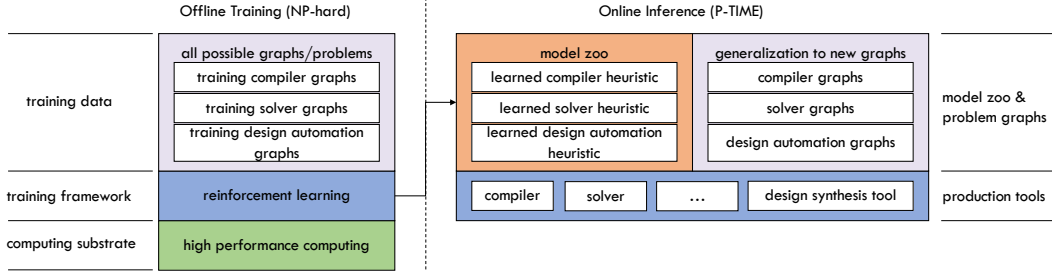 Offline Training (NP-hard)
Online Inference (P-TIME)
training data
all possible graphs/problems
training compiler graphs
training solver graphs
training design automation
graphs
model zoo
learned compiler heuristic
learned solver heuristic
learned design automation
heuristic
generalization to new graphs
compiler graphs
solver graphs
design automation graphs
model zoo &
problem graphs
training framework
reinforcement learning
compiler
solver
...
design synthesis tool
production tools
computing substrate
high performance computing